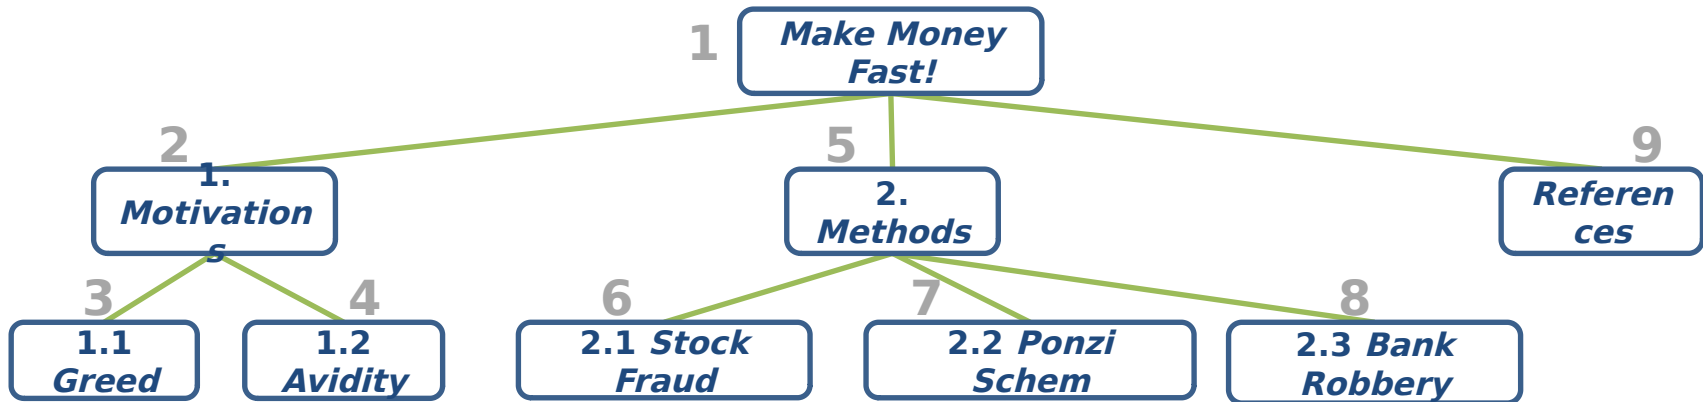 1
Make Money
Fast!
2
5
9
1.
Motivation
s
2.
Methods
Referen
ces
3
4
6
7
8
1.1
Greed
1.2
Avidity
2.1 Stock
Fraud
2.2 Ponzi
Schem
2.3 Bank
Robbery